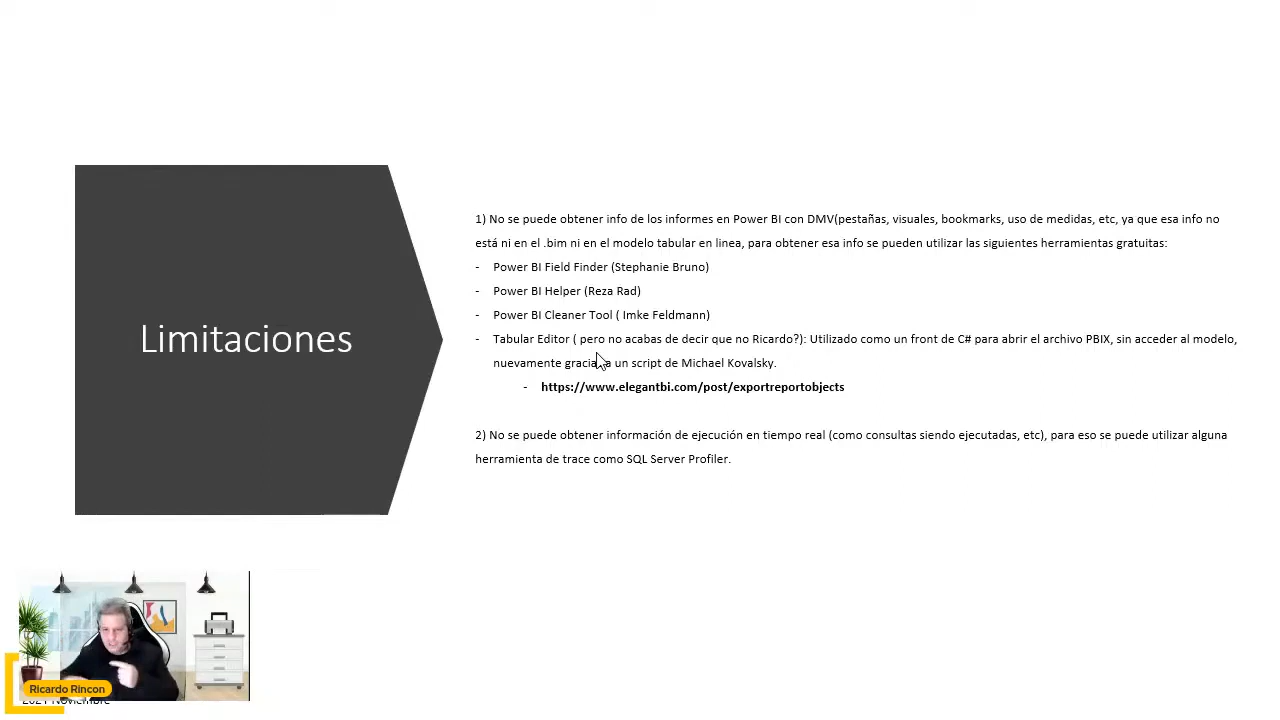 Limitaciones
1) No se puede obtener info de los informes en Power BI con DMV(pestañas, visuales, bookmarks, uso de medidas, etc, ya que esa info no
está ni en el .bim ni en el modelo tabular en linea, para obtener esa info se pueden utilizar las siguientes herramientas gratuitas:
- Power BI Field Finder (Stephanie Bruno)
- Power BI Helper (Reza Rad)
- Power BI Cleaner Tool ( Imke Feldmann)
- Tabular Editor ( pero no acabas de decir que no Ricardo?): Utilizado como un front de C# para abrir el archivo PBIX, sin acceder al modelo,
nuevamente gracias a un script de Michael Kovalsky.
- https://www.elegantbi.com/post/exportreportobjects
2) No se puede obtener información de ejecución en tiempo real (como consultas siendo ejecutadas, etc), para eso se puede utilizar alguna
herramienta de trace como SQL Server Profiler.
Ricardo Rincon
2021 Noviembre